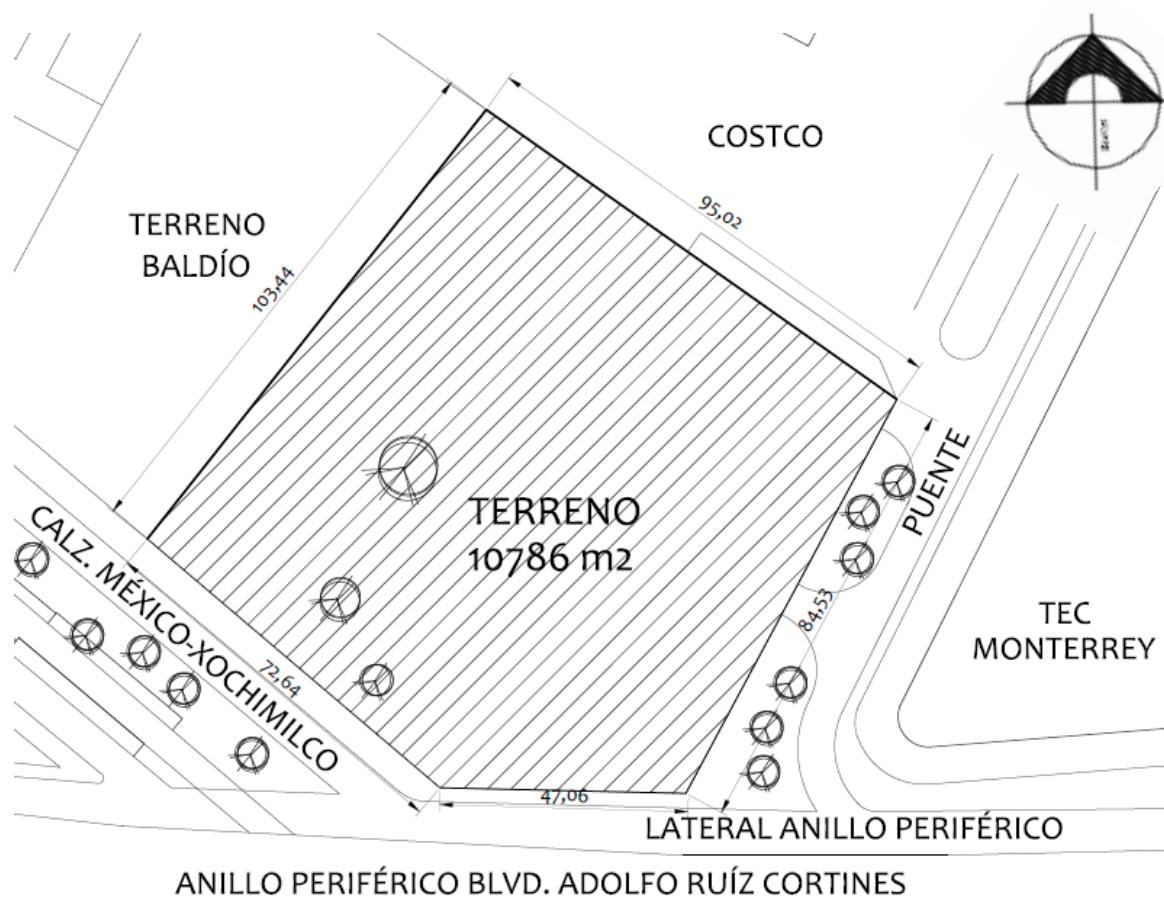 COSTCO
95,02
TERRENO
BALDÍO
103,44
TERRENO
10786 m2
PUENTE
CALZ. MÉXICO-XOCHIMILCO
84,53
TEC
MONTERREY
72,64
47,06
LATERAL ANILLO PERIFÉRICO
ANILLO PERIFÉRICO BLVD. ADOLFO RUÍZ CORTINES